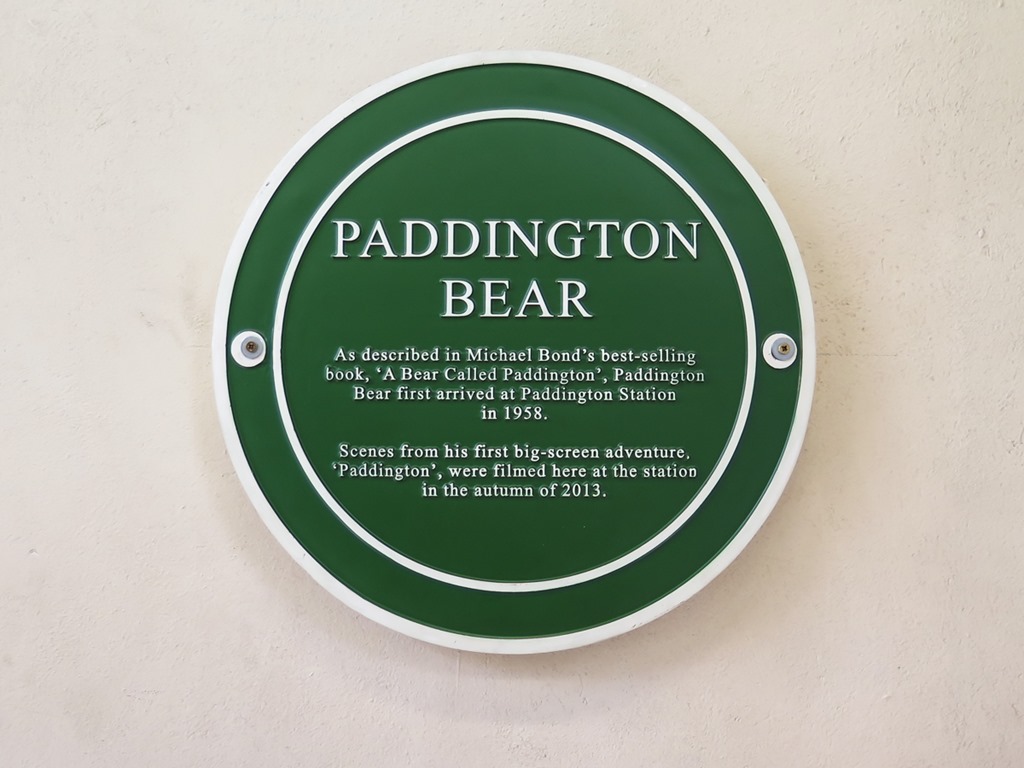 PADDINGTON
BEAR
As described in Michael Bond's best-selling
book, 'A Bear Called Paddington', Paddington
Bear first arrived at Paddington Station
in 1958.
Scenes from his first big-screen adventure,
'Paddington', were filmed here at the station
in the autumn of 2013.